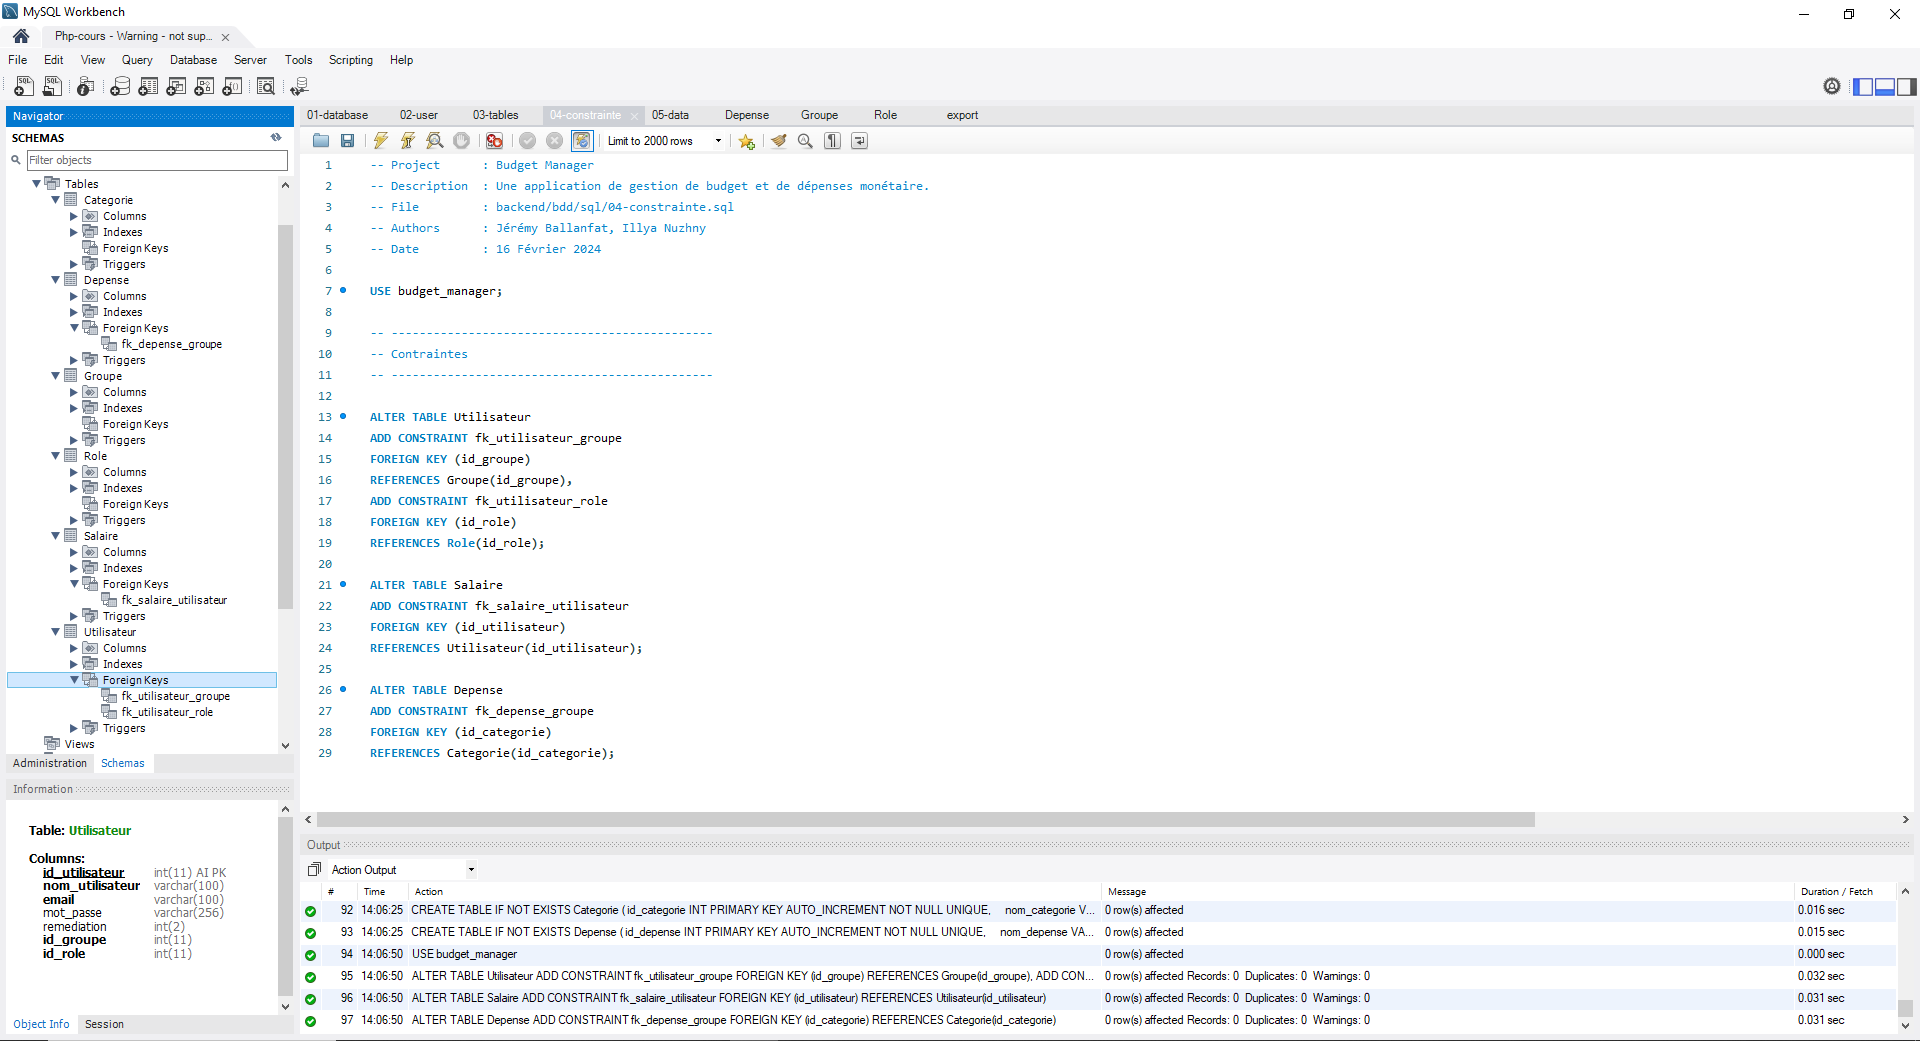 MySQL Workbench
Php-cours - Warning - not sup...
File Edit View Query Database Server Tools Scripting Help
Navigator
SCHEMAS
Filter objects
Tables
Categorie
Columns
Indexes
Foreign Keys
Triggers
Depense
Columns
Indexes
Foreign Keys
fk_depense_groupe
Triggers
Groupe
Columns
Indexes
Foreign Keys
Triggers
Role
Columns
Indexes
Foreign Keys
Triggers
Salaire
Columns
Indexes
Foreign Keys
fk_salaire_utilisateur
Triggers
Utilisateur
Columns
Indexes
Foreign Keys
fk_utilisateur_groupe
fk_utilisateur_role
Triggers
Views
Administration Schemas
Information
Table: Utilisateur
Columns:
id_utilisateur int(11) AI PK
nom_utilisateur varchar(100)
email varchar(100)
mot_passe varchar(256)
remediation int(2)
id_groupe int(11)
id_role int(11)
Object Info Session
01-database 02-user 03-tables 04-constrainte 05-data Depense Groupe Role export
Limit to 2000 rows
1 -- Project : Budget Manager
2 -- Description : Une application de gestion de budget et de dépenses monétaire.
3 -- File : backend/bdd/sql/04-constrainte.sql
4 -- Authors : Jérémy Ballanfat, Illya Nuzhny
5 -- Date : 16 Février 2024
6
7 USE budget_manager;
8
9 -- ----------------------------------------------
10 -- Contraintes
11 -- ----------------------------------------------
12
13 ALTER TABLE Utilisateur
14 ADD CONSTRAINT fk_utilisateur_groupe
15 FOREIGN KEY (id_groupe)
16 REFERENCES Groupe(id_groupe),
17 ADD CONSTRAINT fk_utilisateur_role
18 FOREIGN KEY (id_role)
19 REFERENCES Role(id_role);
20
21 ALTER TABLE Salaire
22 ADD CONSTRAINT fk_salaire_utilisateur
23 FOREIGN KEY (id_utilisateur)
24 REFERENCES Utilisateur(id_utilisateur);
25
26 ALTER TABLE Depense
27 ADD CONSTRAINT fk_depense_groupe
28 FOREIGN KEY (id_categorie)
29 REFERENCES Categorie(id_categorie);
Output
Action Output
# Time Action Message Duration / Fetch
92 14:06:25 CREATE TABLE IF NOT EXISTS Categorie ( id_categorie INT PRIMARY KEY AUTO_INCREMENT NOT NULL UNIQUE, nom_categorie V... 0 row(s) affected 0.016 sec
93 14:06:25 CREATE TABLE IF NOT EXISTS Depense ( id_depense INT PRIMARY KEY AUTO_INCREMENT NOT NULL UNIQUE, nom_depense VA... 0 row(s) affected 0.015 sec
94 14:06:50 USE budget_manager 0 row(s) affected 0.000 sec
95 14:06:50 ALTER TABLE Utilisateur ADD CONSTRAINT fk_utilisateur_groupe FOREIGN KEY (id_groupe) REFERENCES Groupe(id_groupe), ADD CON... 0 row(s) affected Records: 0 Duplicates: 0 Warnings: 0 0.032 sec
96 14:06:50 ALTER TABLE Salaire ADD CONSTRAINT fk_salaire_utilisateur FOREIGN KEY (id_utilisateur) REFERENCES Utilisateur(id_utilisateur) 0 row(s) affected Records: 0 Duplicates: 0 Warnings: 0 0.031 sec
97 14:06:50 ALTER TABLE Depense ADD CONSTRAINT fk_depense_groupe FOREIGN KEY (id_categorie) REFERENCES Categorie(id_categorie) 0 row(s) affected Records: 0 Duplicates: 0 Warnings: 0 0.031 sec